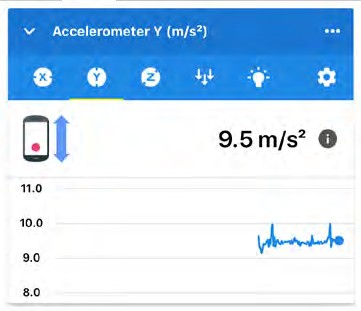 Accelerometer Y (m/s²)
X Y Z
9.5 m/s² i
11.0
10.0
9.0
8.0